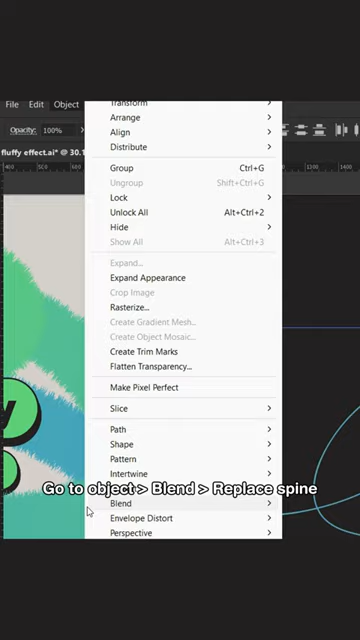 File Edit Object
Transform
Arrange
Opacity: 100%
Align
fluffy effect.ai* @ 30.1
Distribute
Group Ctrl+G
Ungroup Shift+Ctrl+G
Lock
Unlock All Alt+Ctrl+2
Hide
Show All Alt+Ctrl+3
Expand...
Expand Appearance
Crop Image
Rasterize...
Create Gradient Mesh...
Create Object Mosaic...
Create Trim Marks
Flatten Transparency...
Make Pixel Perfect
Slice
Path
Shape
Pattern
Intertwine
Go to object > Blend > Replace spine
Blend
Envelope Distort
Perspective